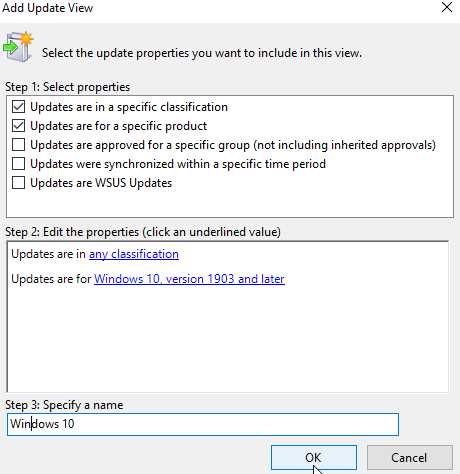 Add Update View
Select the update properties you want to include in this view.
Step 1: Select properties
Updates are in a specific classification
Updates are for a specific product
Updates are approved for a specific group (not including inherited approvals)
Updates were synchronized within a specific time period
Updates are WSUS Updates
Step 2: Edit the properties (click an underlined value)
Updates are in any classification
Updates are for Windows 10, version 1903 and later
Step 3: Specify a name
Windows 10
OK
Cancel